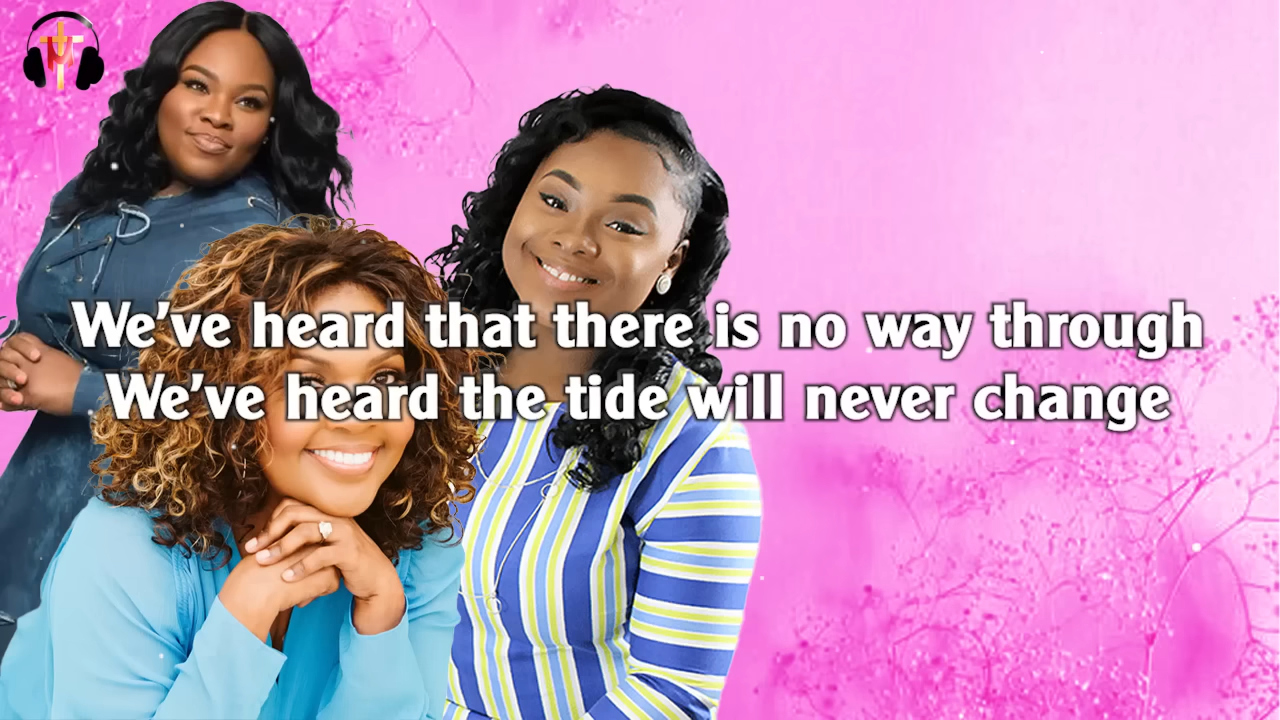 We've heard that there is no way through
We've heard the tide will never change